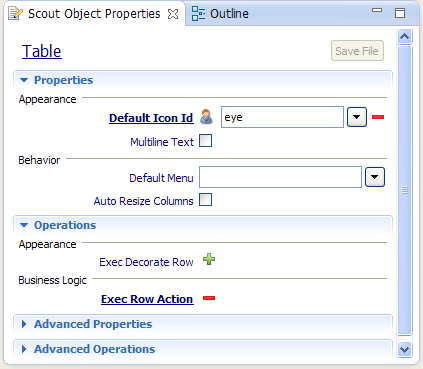 Scout Object Properties Outline
Table Save File
Properties
Appearance
Default Icon Id eye
Multiline Text
Behavior
Default Menu
Auto Resize Columns
Operations
Appearance
Exec Decorate Row
Business Logic
Exec Row Action
Advanced Properties
Advanced Operations